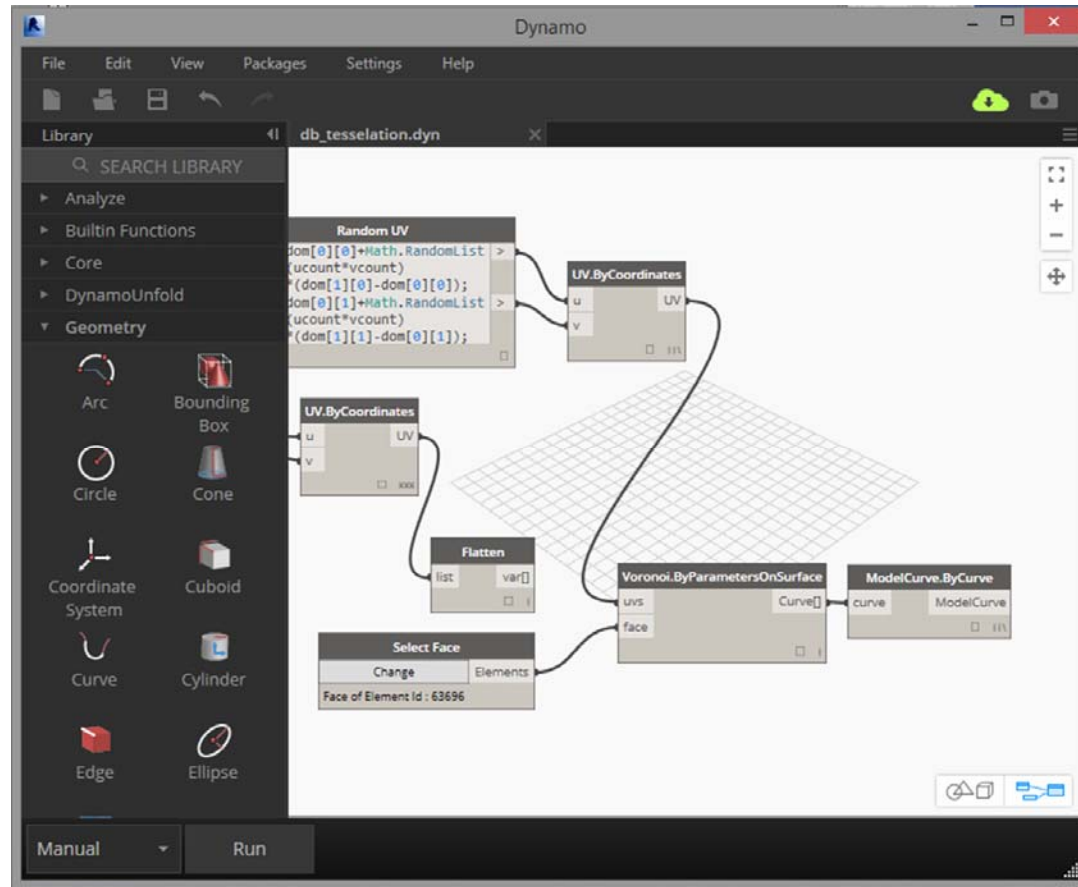 Dynamo
File Edit View Packages Settings Help
Library
db_tesselation.dyn
SEARCH LIBRARY
Analyze
Builtin Functions
Core
DynamoUnfold
Geometry
Arc
Bounding
Box
Circle
Cone
Coordinate
System
Cuboid
Curve
Cylinder
Edge
Ellipse
Random UV
dom[0][0]+Math.RandomList >
(ucount*vcount)
*(dom[1][0]-dom[0][0]);
dom[0][1]+Math.RandomList >
(ucount*vcount)
*(dom[1][1]-dom[0][1]);
UV.ByCoordinates
u UV
v
UV.ByCoordinates
u UV
v
xxx
Flatten
list var[]
Select Face
Change Elements
Face of Element Id : 63696
Voronoi.ByParametersOnSurface
uvs Curve[]
face
ModelCurve.ByCurve
curve ModelCurve
Manual Run